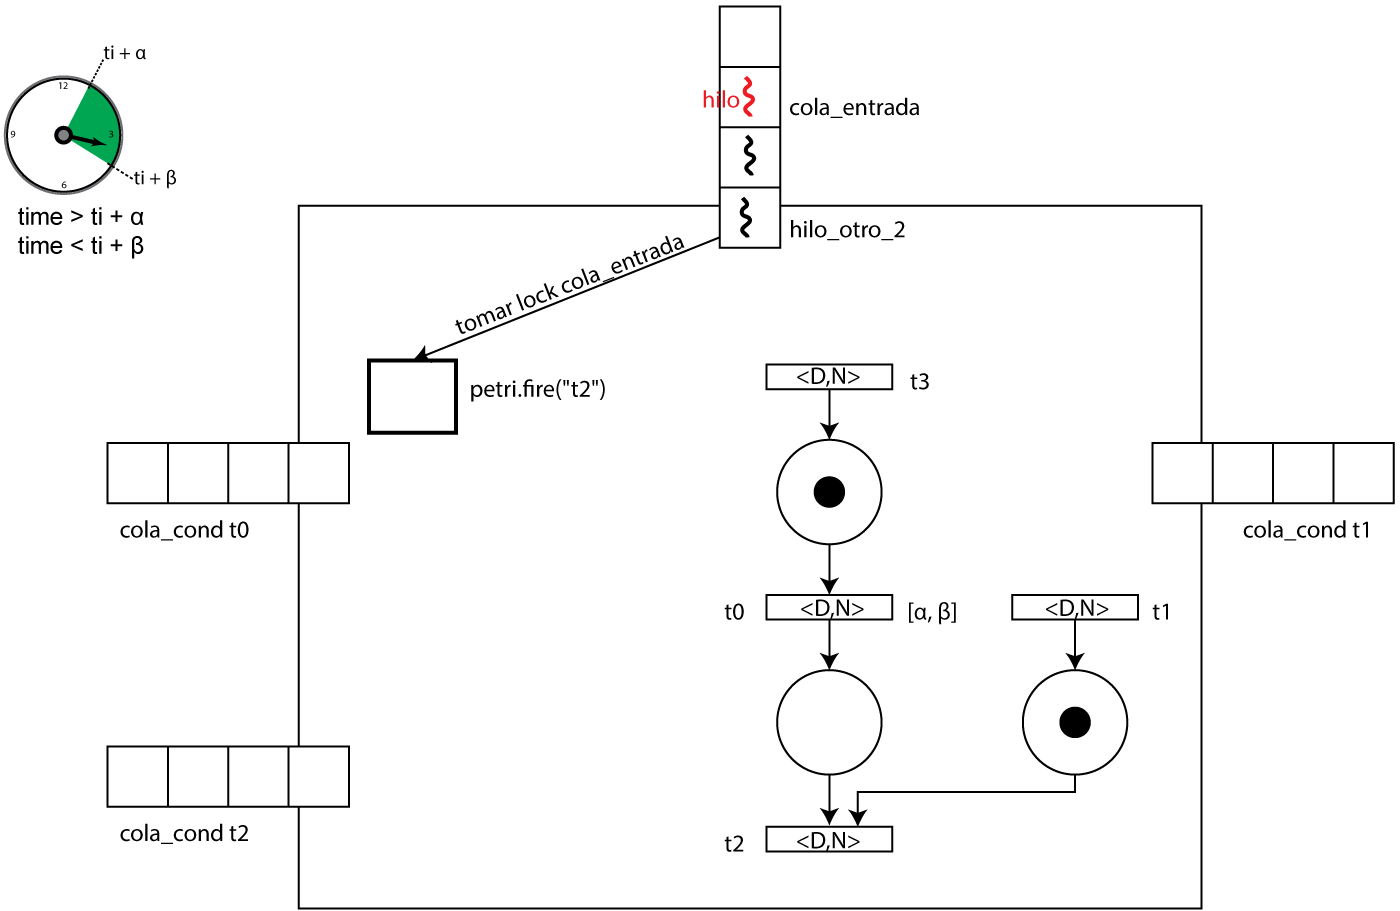 ti + α
12
9
3
6
ti + β
time > ti + α
time < ti + β
hilo
cola_entrada
hilo_otro_2
tomar lock cola_entrada
petri.fire("t2")
<D,N>
t3
cola_cond t0
cola_cond t1
t0
<D,N>
[α, β]
<D,N>
t1
cola_cond t2
t2
<D,N>